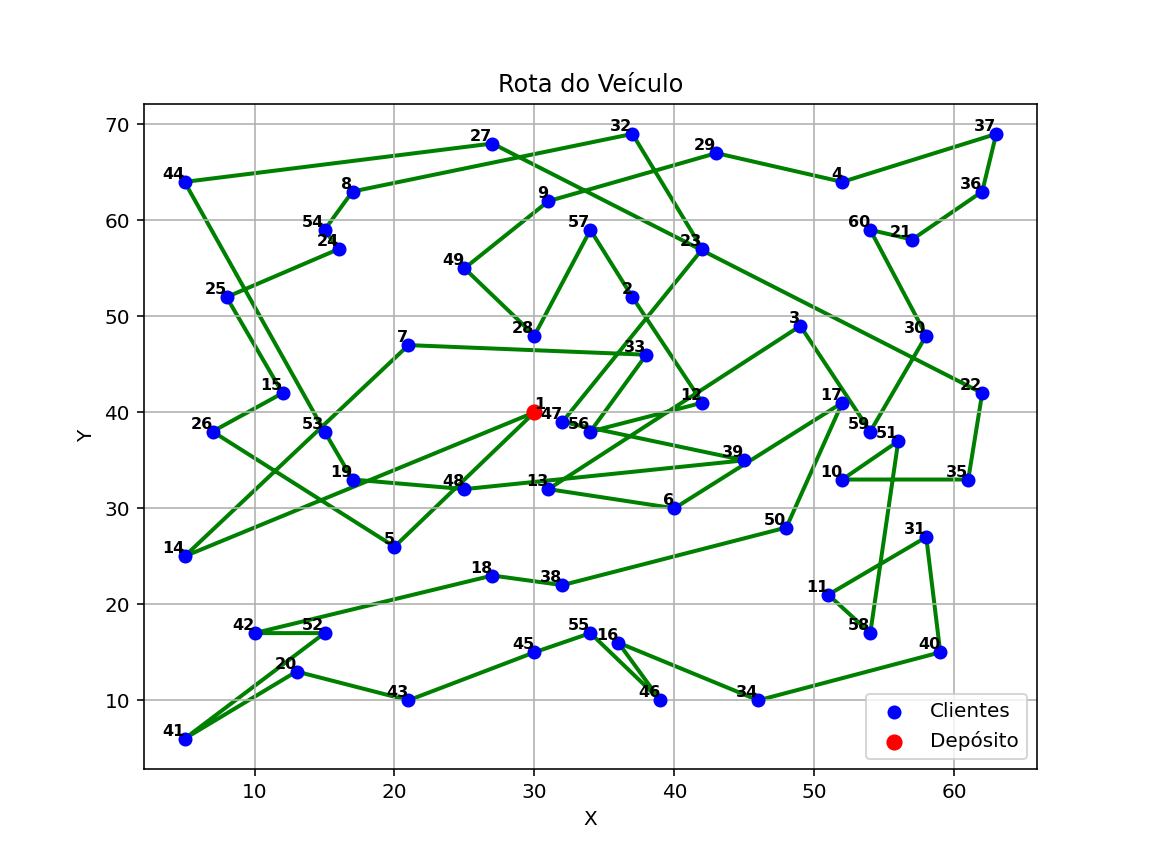 Rota do Veículo
70
60
50
40
30
20
10
Y
10 20 30 40 50 60
X
27 32 29 37
44 8 4 36
54 9 57 60 21
24 23
49
25 2
28 3 30
7 33
15 12 17 22
1
26 53 47 56 59 51
39
19 48 13 10 35
6
5 50 31
14
18 38
11
42 52 55 16 58
45 40
20
43 46 34
41
Clientes
Depósito